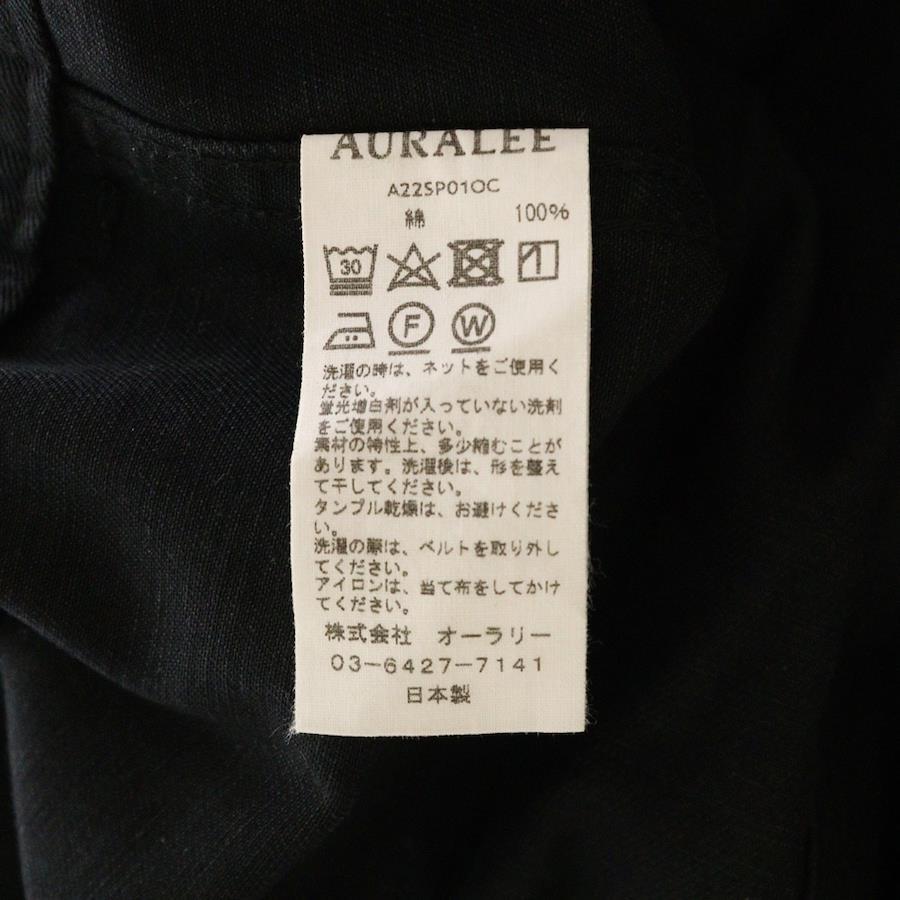 AURALEE
A22SP01OC
綿 100%
30
F W
洗濯の時は、ネットをご使用く
ださい。
蛍光増白剤が入っていない洗剤
をご使用ください。
素材の特性上、多少縮むことが
あります。洗濯後は、形を整え
て干してください。
タンブル乾燥は、お避けくださ
い。
洗濯の際は、ベルトを取り外し
てください。
アイロンは、当て布をしてかけ
てください。
株式会社 オーラリー
03-6427-7141
日本製